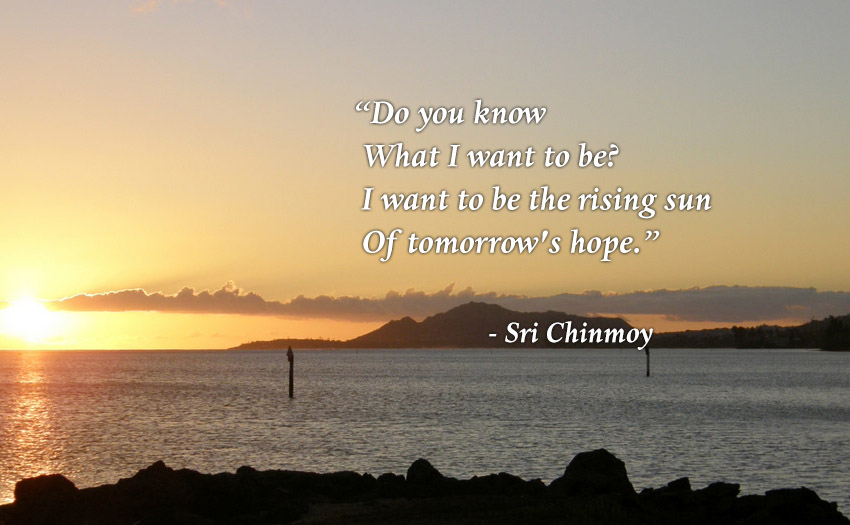 “Do you know
What I want to be?
I want to be the rising sun
Of tomorrow's hope.”
- Sri Chinmoy